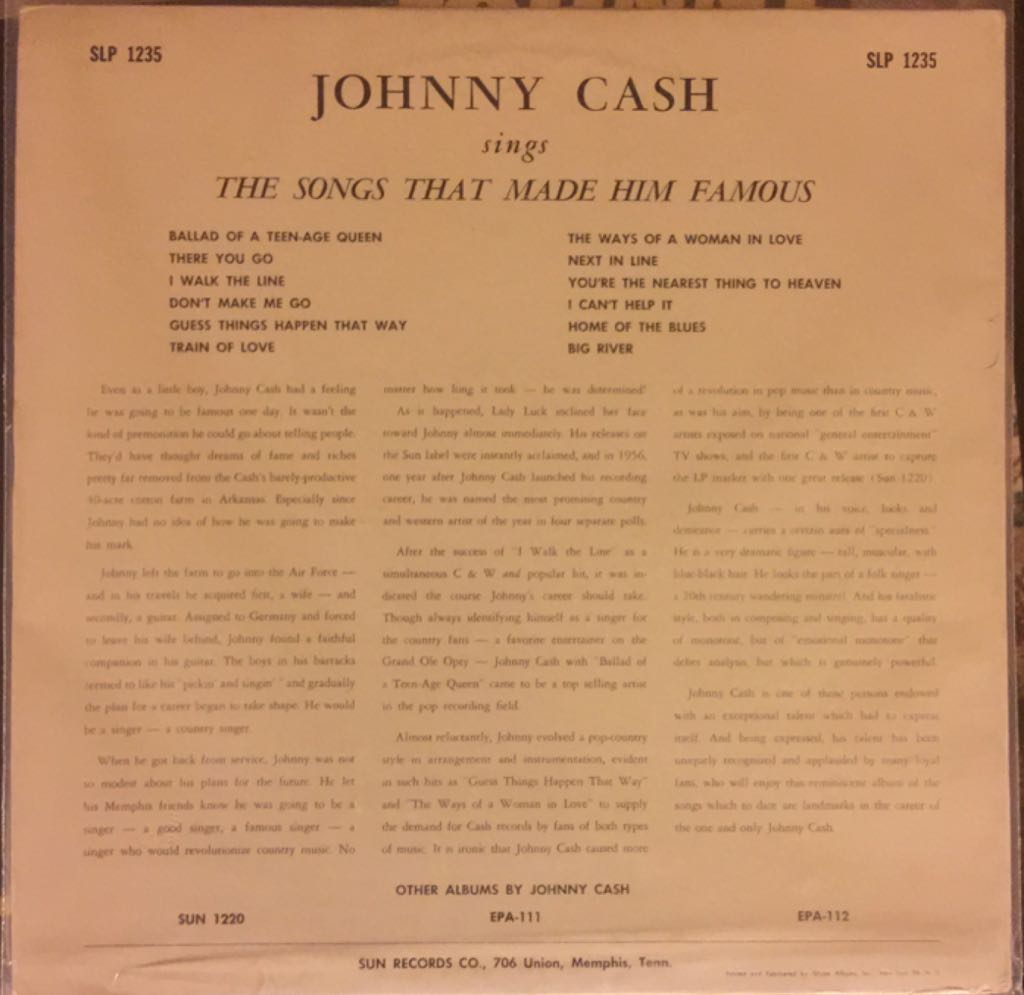 SLP 1235
SLP 1235
JOHNNY CASH
sings
THE SONGS THAT MADE HIM FAMOUS
BALLAD OF A TEEN-AGE QUEEN
THERE YOU GO
I WALK THE LINE
DON'T MAKE ME GO
GUESS THINGS HAPPEN THAT WAY
TRAIN OF LOVE
THE WAYS OF A WOMAN IN LOVE
NEXT IN LINE
YOU'RE THE NEAREST THING TO HEAVEN
I CAN'T HELP IT
HOME OF THE BLUES
BIG RIVER
Even as a little boy, Johnny Cash had a feeling
he was going to be famous one day. It wasn't the
kind of premonition he could go about telling people.
They'd have thought dreams of fame and riches
pretty far removed from the Cash's barely-productive
40-acre cotton farm in Arkansas. Especially since
Johnny had no idea of how he was going to make
his mark.
Johnny left the farm to go into the Air Force —
and in his travels he acquired first, a wife — and
secondly, a guitar. Assigned to Germany and forced
to leave his wife behind, Johnny found a faithful
companion in his guitar. The boys in his barracks
seemed to like his "pickin' and singin' " and gradually
the plan for a career began to take shape. He would
be a singer — a country singer.
When he got back from service, Johnny was not
so modest about his plans for the future. He let
his Memphis friends know he was going to be a
singer — a good singer, a famous singer — a
singer who would revolutionize country music. No
matter how long it took — he was determined!
As it happened, Lady Luck inclined her face
toward Johnny almost immediately. His releases on
the Sun label were instantly acclaimed, and in 1956,
one year after Johnny Cash launched his recording
career, he was named the most promising country
and western artist of the year in four separate polls.
After the success of "I Walk the Line" as a
simultaneous C & W and popular hit, it was in-
dicated the course Johnny's career should take.
Though always identifying himself as a singer for
the country fans — a favorite entertainer on the
Grand Ole Opry — Johnny Cash with "Ballad of
a Teen-Age Queen" came to be a top selling artist
in the pop recording field.
Almost reluctantly, Johnny evolved a pop-country
style in arrangement and instrumentation, evident
in such hits as "Guess Things Happen That Way"
and "The Ways of a Woman in Love" to supply
the demand for Cash records by fans of both types
of music. It is ironic that Johnny Cash caused more
of a revolution in pop music than in country music,
as was his aim, by being one of the first C & W
artists exposed on national "general entertainment"
TV shows, and the first C & W artist to capture
the LP market with one great release (Sun 1220).
Johnny Cash — in his voice, looks and
demeanor — carries a certain aura of "specialness."
He is a very dramatic figure — tall, muscular, with
blue-black hair. He looks the part of a folk singer —
a 20th century wandering minstrel. And his fatalistic
style, both in composing and singing, has a quality
of monotone, but of "emotional monotone" that
defies analysis, but which is genuinely powerful.
Johnny Cash is one of those persons endowed
with an exceptional talent which had to express
itself. And being expressed, his talent has been
uniquely recognized and applauded by many loyal
fans, who will enjoy this reminiscent album of the
songs which to date are landmarks in the career of
the one and only Johnny Cash.
OTHER ALBUMS BY JOHNNY CASH
SUN 1220
EPA-111
EPA-112
SUN RECORDS CO., 706 Union, Memphis, Tenn.